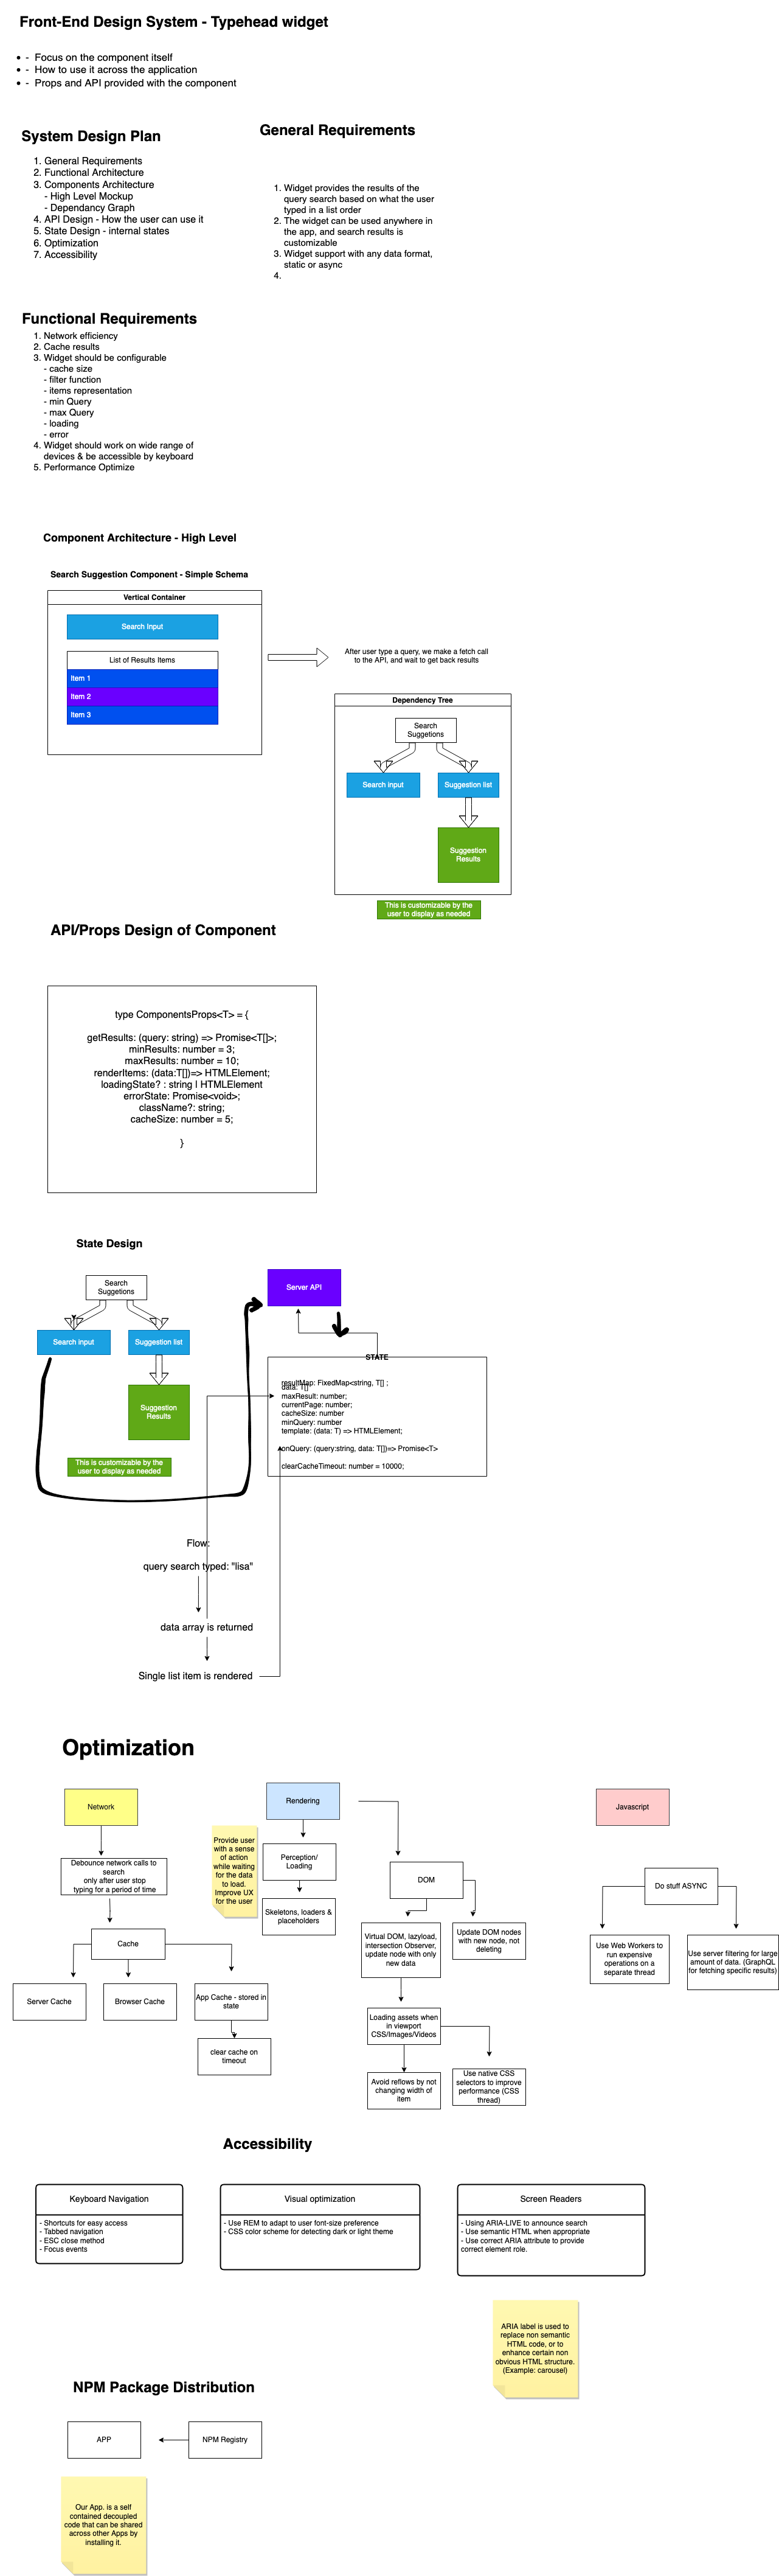 Front-End Design System - Typehead widget
- Focus on the component itself
- How to use it across the application
- Props and API provided with the component
System Design Plan
1. General Requirements
2. Functional Architecture
3. Components Architecture
- High Level Mockup
- Dependancy Graph
4. API Design - How the user can use it
5. State Design - internal states
6. Optimization
7. Accessibility
General Requirements
1. Widget provides the results of the
query search based on what the user
typed in a list order
2. The widget can be used anywhere in
the app, and search results is
customizable
3. Widget support with any data format,
static or async
4.
Functional Requirements
1. Network efficiency
2. Cache results
3. Widget should be configurable
- cache size
- filter function
- items representation
- min Query
- max Query
- loading
- error
4. Widget should work on wide range of
devices & be accessible by keyboard
5. Performance Optimize
Component Architecture - High Level
Search Suggestion Component - Simple Schema
Vertical Container
Search Input
List of Results Items
Item 1
Item 2
Item 3
After user type a query, we make a fetch call
to the API, and wait to get back results
Dependency Tree
Search
Suggetions
Search input
Suggestion list
Suggestion
Results
This is customizable by the
user to display as needed
API/Props Design of Component
type ComponentsProps<T> = {
getResults: (query: string) => Promise<T[]>;
minResults: number = 3;
maxResults: number = 10;
renderItems: (data:T[])=> HTMLElement;
loadingState? : string | HTMLElement
errorState: Promise<void>;
className?: string;
cacheSize: number = 5;
}
State Design
Search
Suggetions
Search input
Suggestion list
Suggestion
Results
This is customizable by the
user to display as needed
Server API
STATE
resultMap: FixedMap<string, T[] ;
data: T[]
maxResult: number;
currentPage: number;
cacheSize: number
minQuery: number
template: (data: T) => HTMLElement;
onQuery: (query:string, data: T[])=> Promise<T>
clearCacheTimeout: number = 10000;
Flow:
query search typed: "lisa"
data array is returned
Single list item is rendered
Optimization
Network
Debounce network calls to
search
only after user stop
typing for a period of time
Cache
Server Cache
Browser Cache
App Cache - stored in
state
clear cache on
timeout
Provide user
with a sense
of action
while waiting
for the data
to load.
Improve UX
for the user
Rendering
Perception/
Loading
Skeletons, loaders &
placeholders
DOM
Virtual DOM, lazyload,
intersection Observer,
update node with only
new data
Update DOM nodes
with new node, not
deleting
Loading assets when
in viewport
CSS/Images/Videos
Avoid reflows by not
changing width of
item
Use native CSS
selectors to improve
performance (CSS
thread)
Javascript
Do stuff ASYNC
Use Web Workers to
run expensive
operations on a
separate thread
Use server filtering for large
amount of data. (GraphQL
for fetching specific results)
Accessibility
Keyboard Navigation
- Shortcuts for easy access
- Tabbed navigation
- ESC close method
- Focus events
Visual optimization
- Use REM to adapt to user font-size preference
- CSS color scheme for detecting dark or light theme
Screen Readers
- Using ARIA-LIVE to announce search
- Use semantic HTML when appropriate
- Use correct ARIA attribute to provide
correct element role.
ARIA label is used to
replace non semantic
HTML code, or to
enhance certain non
obvious HTML structure.
(Example: carousel)
NPM Package Distribution
APP
NPM Registry
Our App. is a self
contained decoupled
code that can be shared
across other Apps by
installing it.